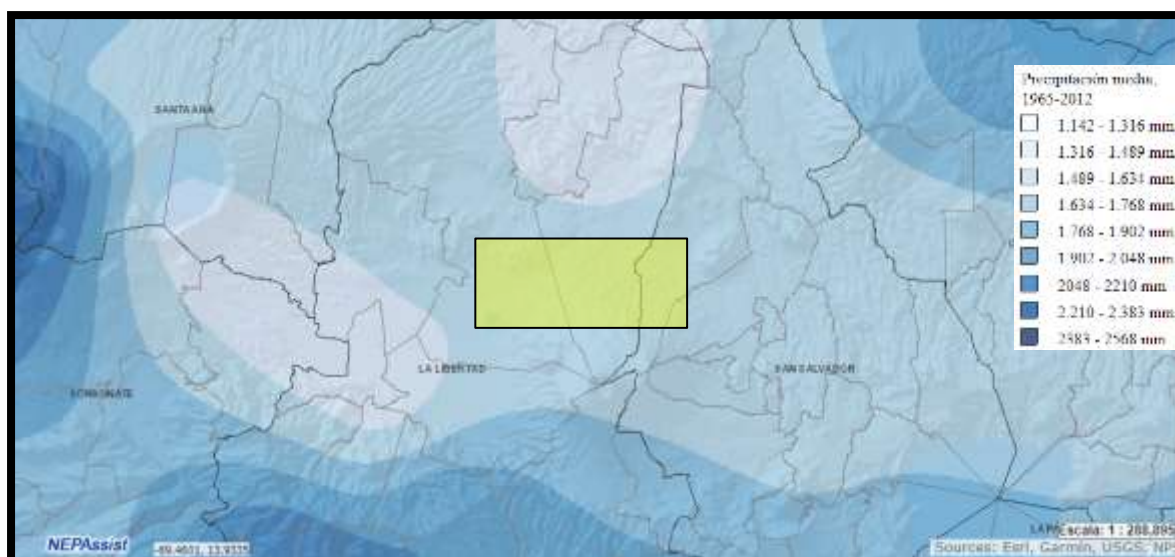 Precipitación media,
1965-2012
1.142 - 1.316 mm
1.316 - 1.489 mm
1.489 - 1.634 mm
1.634 - 1.768 mm
1.768 - 1.902 mm
1.902 - 2.048 mm
2048 - 2210 mm
2.210 - 2.383 mm
2383 - 2568 mm
SANTA ANA
LA LIBERTAD
SAN SALVADOR
SONSONATE
NEPAssist
Escala: 1 : 288,895
Sources: Esri, Garmin, USGS, NP